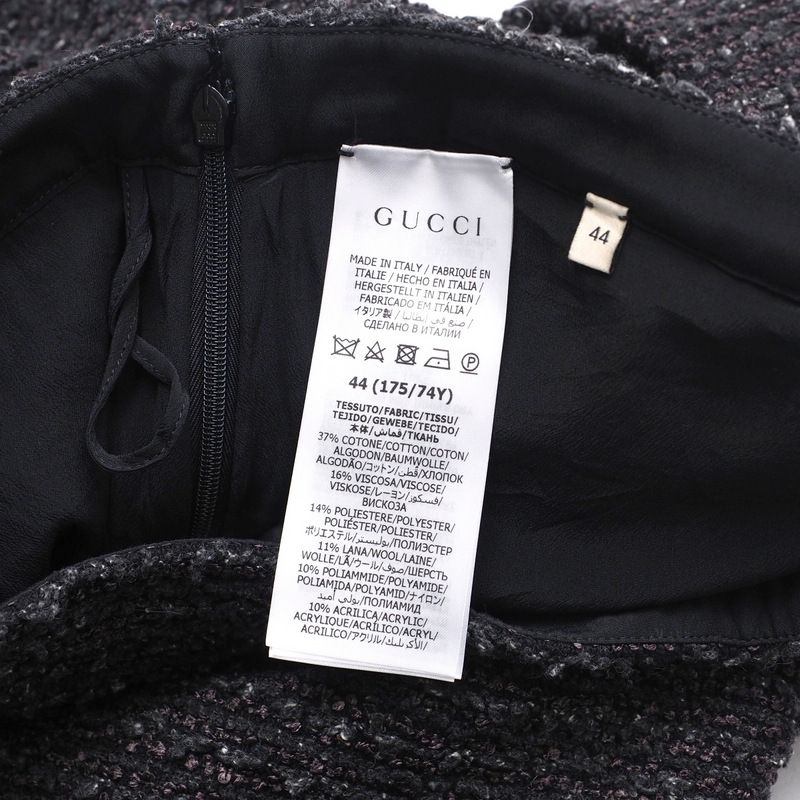 GUCCI
MADE IN ITALY / FABRIQUÉ EN
ITALIE / HECHO EN ITALIA /
HERGESTELLT IN ITALIEN /
FABRICADO EM ITÁLIA /
イタリア製 / صنع في إيطاليا /
СДЕЛАНО В ИТАЛИИ
P
44 (175/74Y)
TESSUTO/FABRIC/TISSU/
TEJIDO/GEWEBE/TECIDO/
本体/قماش/ТКАНЬ
37% COTONE/COTTON/COTON/
ALGODON/BAUMWOLLE/
ALGODÃO/コットン/قطن/ХЛОПОК
16% VISCOSA/VISCOSE/
VISKOSE/レーヨン/فسكوز/
ВИСКОЗА
14% POLIESTERE/POLYESTER/
POLIÉSTER/POLYESTER/
ポリエステル/بوليستر/ПОЛИЭСТЕР
11% LANA/WOOL/LAINE/
WOLLE/LÃ/ウール/صوف/ШЕРСТЬ
10% POLIAMMIDE/POLYAMIDE/
POLIAMIDA/POLYAMID/ナイロン/
بولي أميد/ПОЛИАМИД
10% ACRILICA/ACRYLIC/
ACRYLIQUE/ACRÍLICO/ACRYL/
ACRILICO/アクリル/الأكريليك/
44